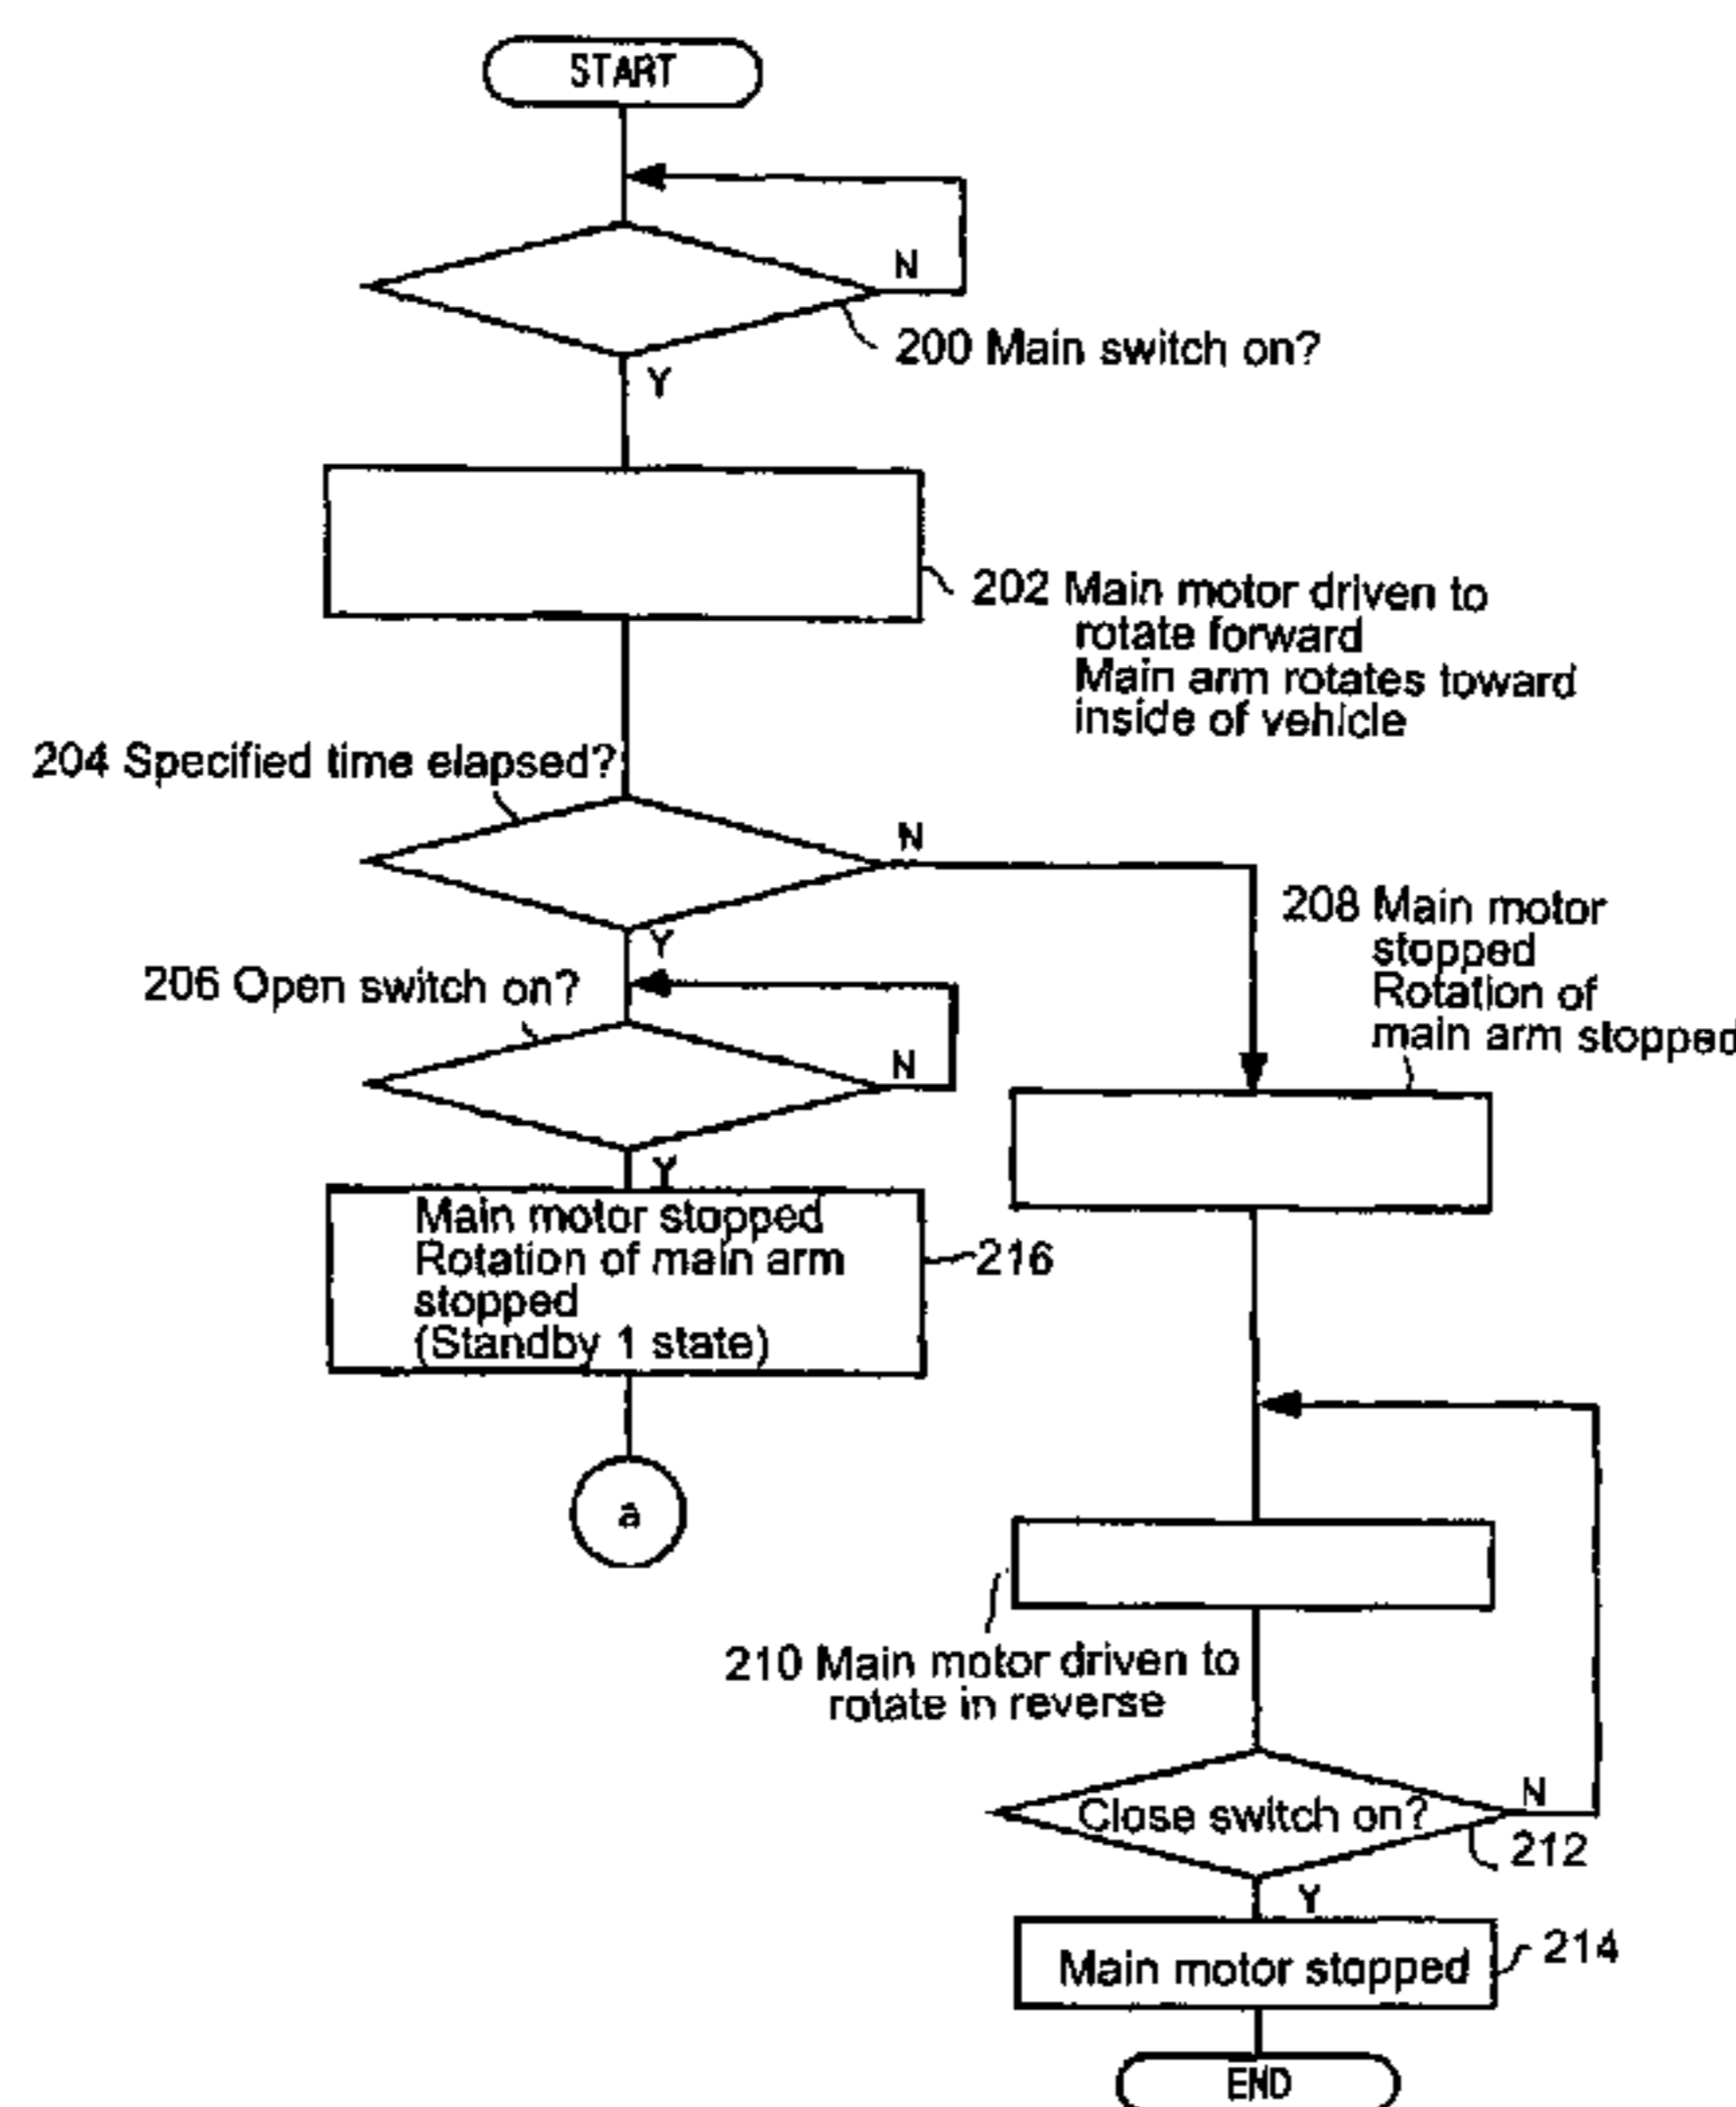 START
N
200 Main switch on?
Y
202 Main motor driven to
rotate forward
Main arm rotates toward
inside of vehicle
204 Specified time elapsed?
N
208 Main motor
stopped
Rotation of
main arm stopped
Y
206 Open switch on?
N
Y
Main motor stopped
Rotation of main arm
stopped
(Standby 1 state)
216
a
210 Main motor driven to
rotate in reverse
Close switch on?
N
212
Y
Main motor stopped
214
END